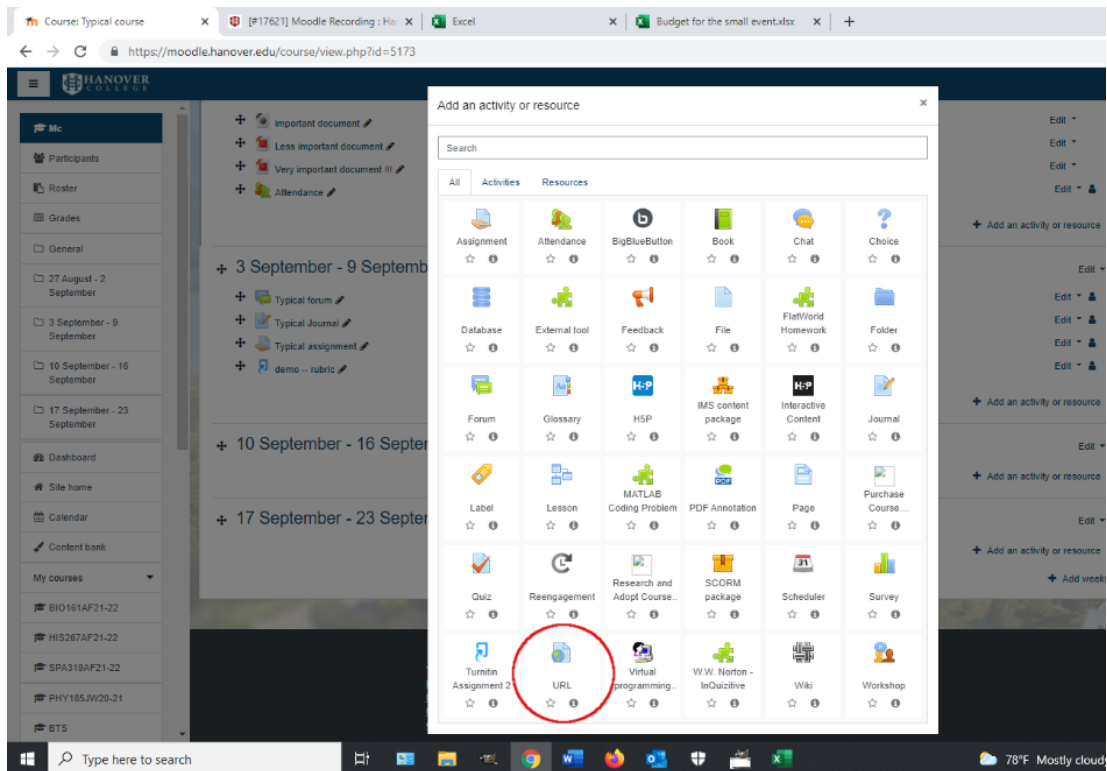 Course: Typical course
[#17621] Moodle Recording : Ha
Excel
Budget for the small event.xlsx
https://moodle.hanover.edu/course/view.php?id=5173
HANOVER
COLLEGE
Mc
Participants
Roster
Grades
General
27 August - 2
September
3 September - 9
September
10 September - 16
September
17 September - 23
September
Dashboard
Site home
Calendar
Content bank
My courses
BIO161AF21-22
HIS267AF21-22
SPA319AF21-22
PHY185JW20-21
BTS
important document
Less important document
Very important document !!!
Attendance
3 September - 9 Septemb
Typical forum
Typical Journal
Typical assignment
demo -- rubric
10 September - 16 Septer
17 September - 23 Septer
Add an activity or resource
Search
All Activities Resources
Assignment Attendance BigBlueButton Book Chat Choice
Database External tool Feedback File FlatWorld Homework Folder
Forum Glossary H5P IMS content package Interactive Content Journal
Label Lesson MATLAB Coding Problem PDF Annotation Page Purchase Course...
Quiz Reengagement Research and Adopt Course.. SCORM package Scheduler Survey
Turnitin Assignment 2 URL Virtual programming.. W.W. Norton - InQuizitive Wiki Workshop
Edit
Edit
Edit
Edit
+ Add an activity or resource
Edit
Edit
Edit
Edit
Edit
+ Add an activity or resource
Edit
+ Add an activity or resource
Edit
+ Add an activity or resource
+ Add week
Type here to search
78°F Mostly cloudy